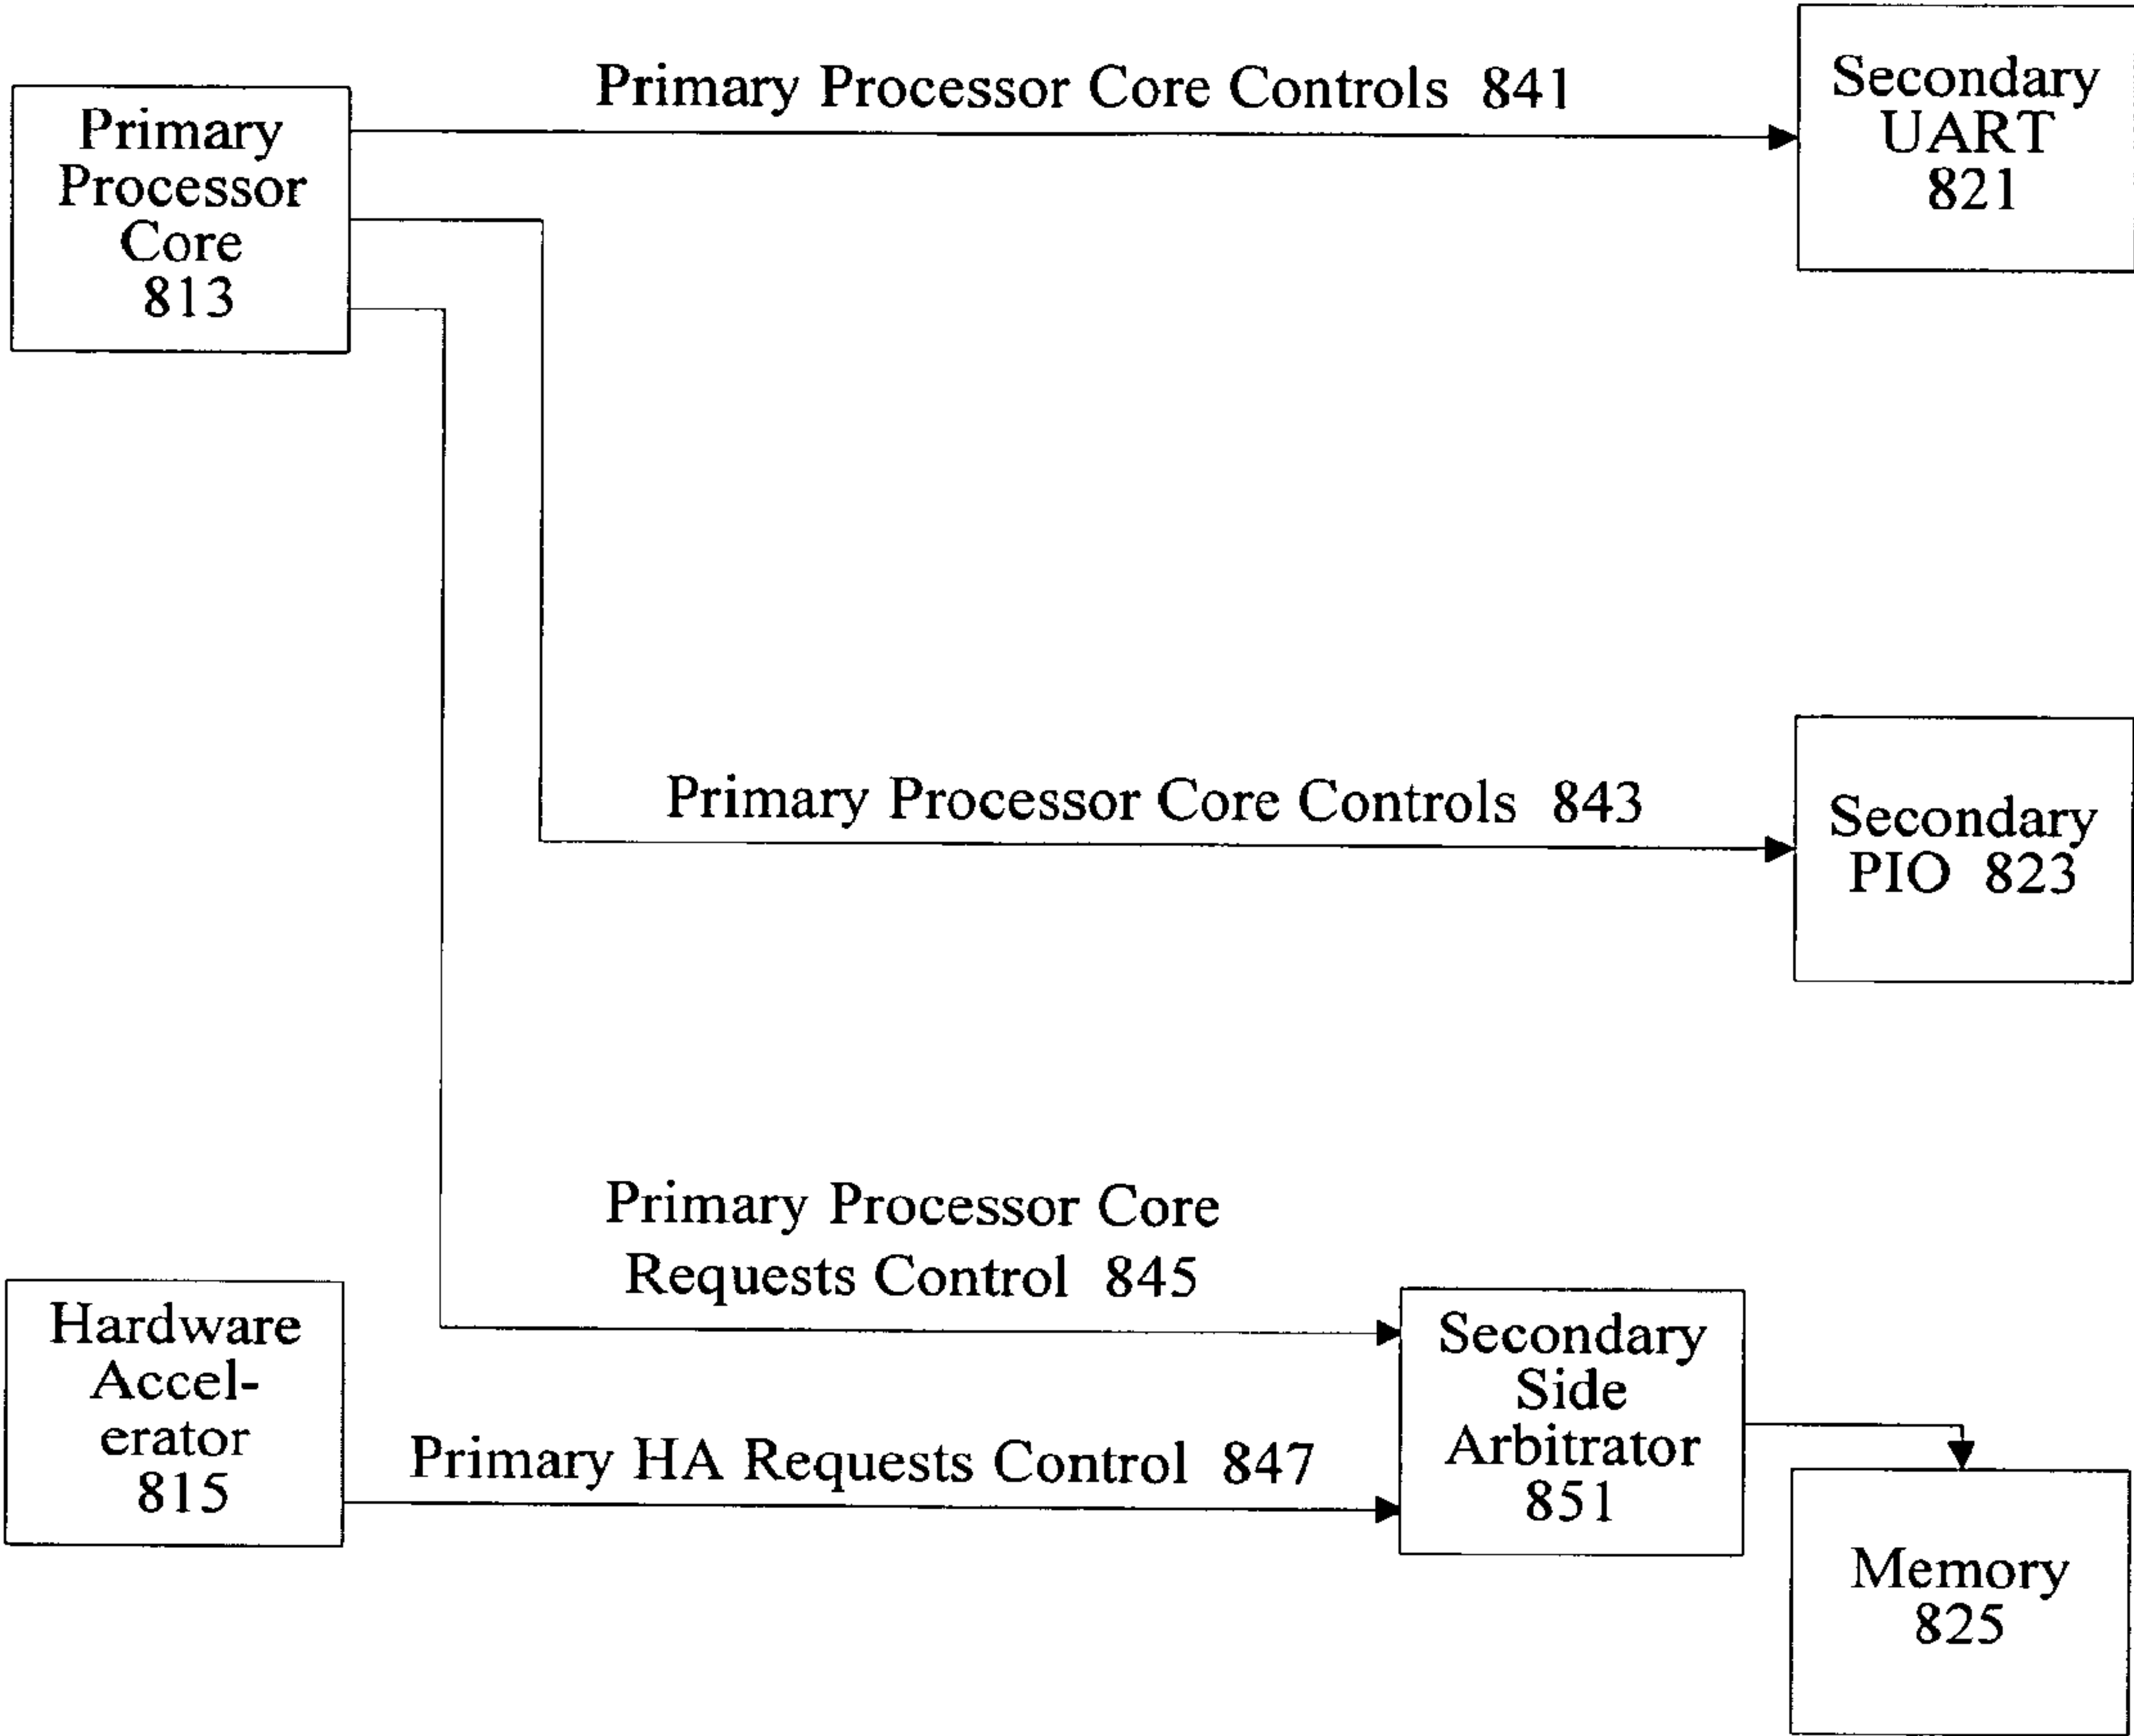 Primary Processor Core Controls 841
Secondary
UART
821
Primary
Processor
Core
813
Primary Processor Core Controls 843
Secondary
PIO 823
Primary Processor Core
Requests Control 845
Hardware
Accel-
erator
815
Primary HA Requests Control 847
Secondary
Side
Arbitrator
851
Memory
825